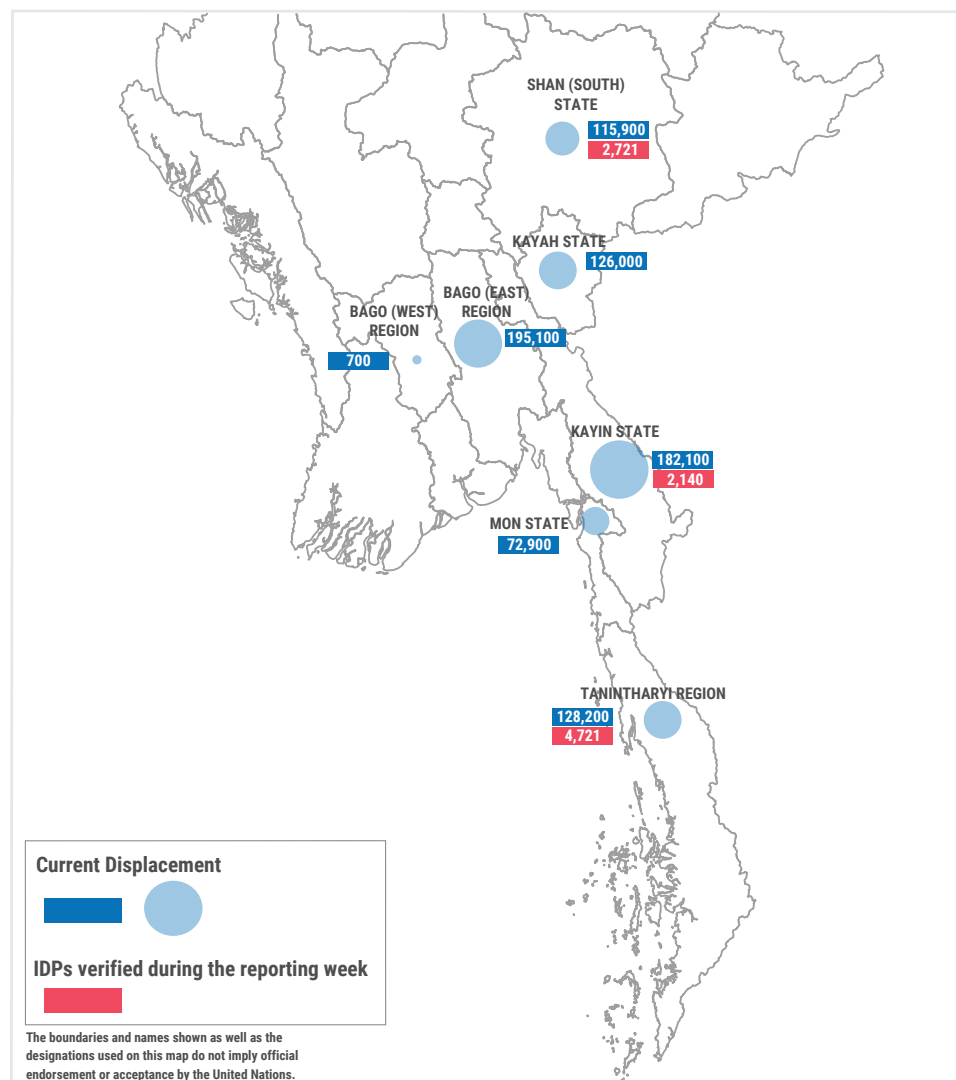 SHAN (SOUTH)
STATE
115,900
2,721
KAYAH STATE
126,000
BAGO (EAST)
REGION
195,100
BAGO (WEST)
REGION
700
KAYIN STATE
182,100
2,140
MON STATE
72,900
TANINTHARYI REGION
128,200
4,721
Current Displacement
IDPs verified during the reporting week
The boundaries and names shown as well as the
designations used on this map do not imply official
endorsement or acceptance by the United Nations.